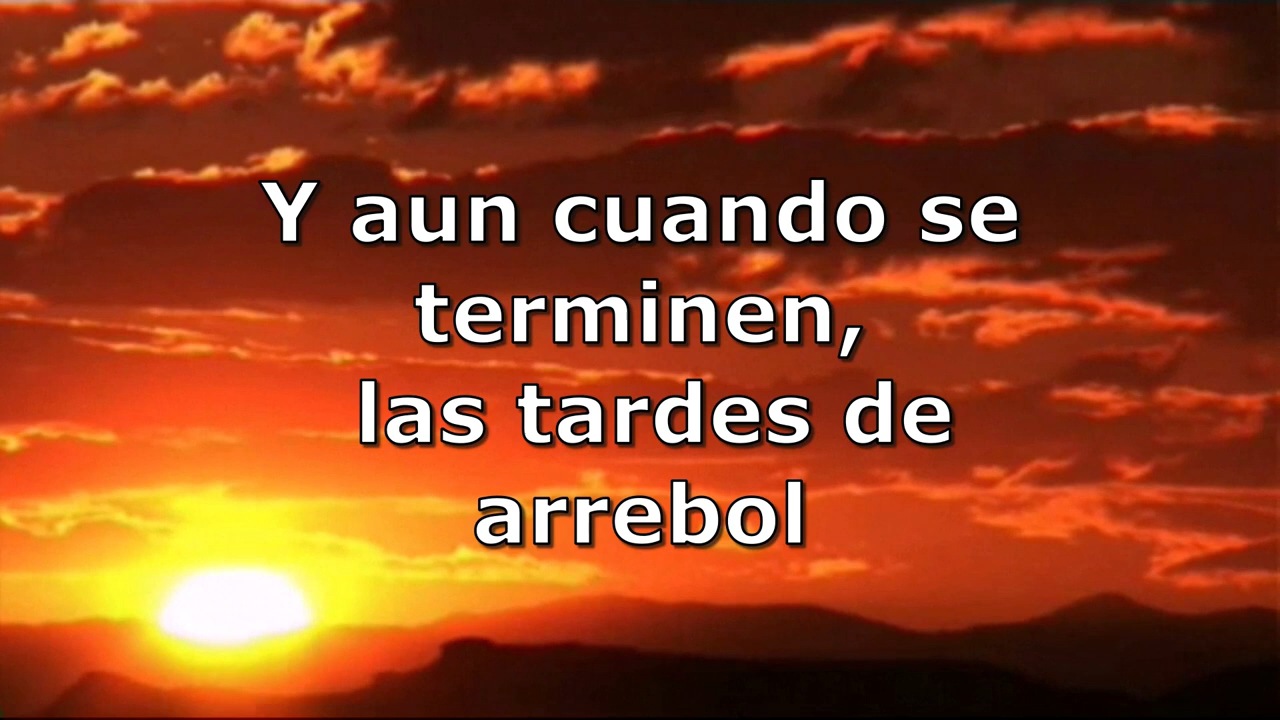 Y aun cuando se
terminen,
las tardes de
arrebol